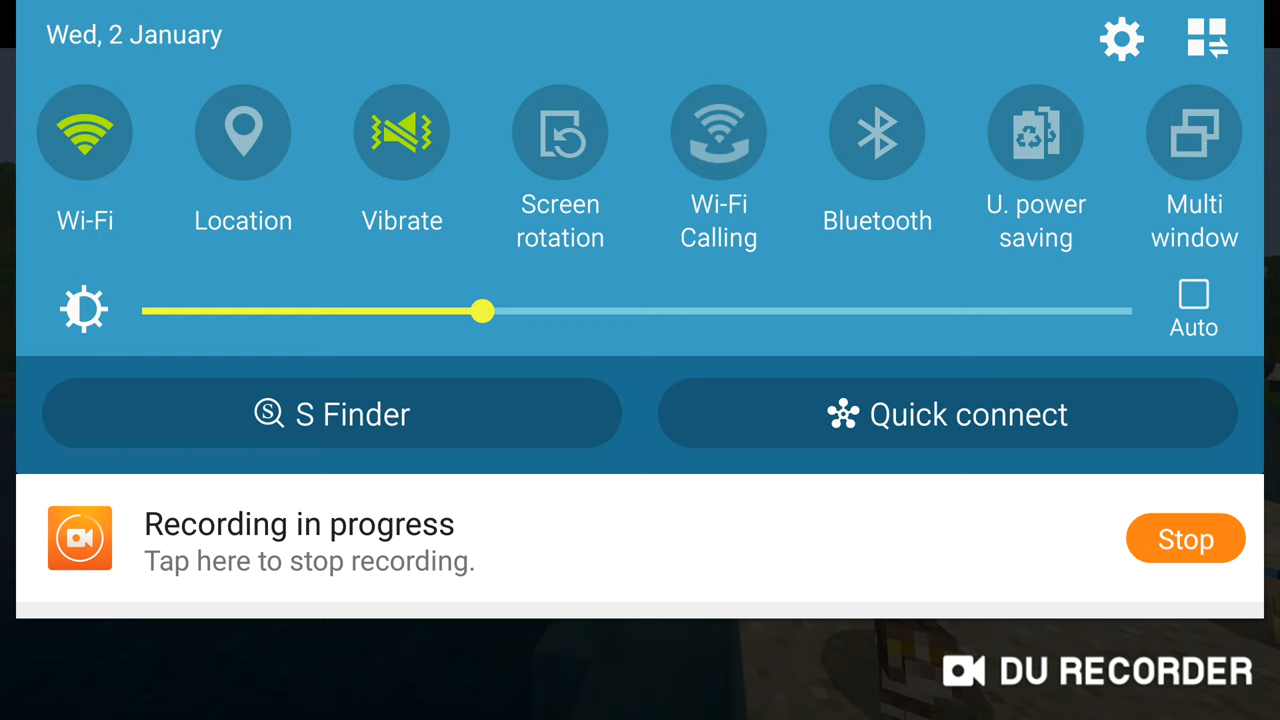 Wed, 2 January
Wi-Fi
Location
Vibrate
Screen
rotation
Wi-Fi
Calling
Bluetooth
U. power
saving
Multi
window
Auto
S Finder
Quick connect
Recording in progress
Tap here to stop recording.
Stop
DU RECORDER